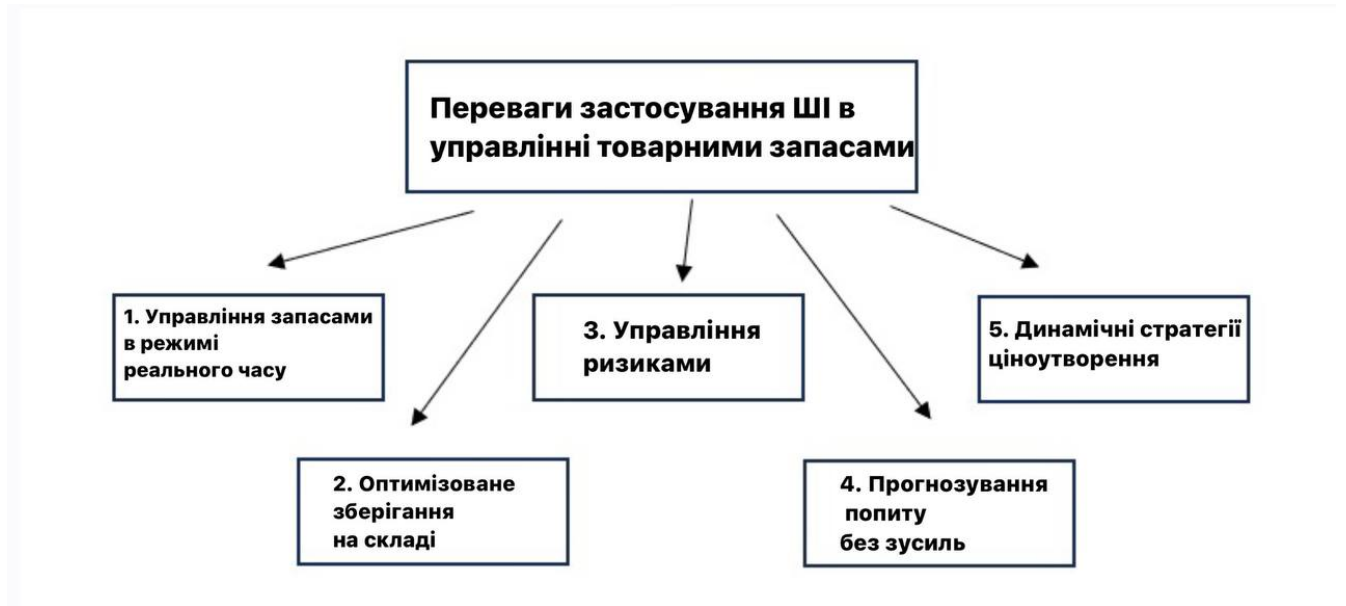 Переваги застосування ШІ в
управлінні товарними запасами
1. Управління запасами
в режимі
реального часу
2. Оптимізоване
зберігання
на складі
3. Управління
ризиками
4. Прогнозування
попиту
без зусиль
5. Динамічні стратегії
ціноутворення